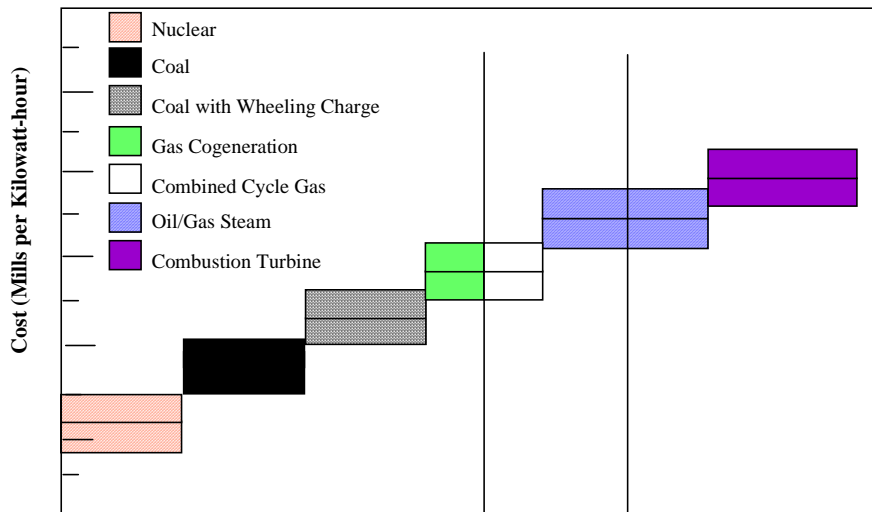 Nuclear
Coal
Coal with Wheeling Charge
Gas Cogeneration
Combined Cycle Gas
Oil/Gas Steam
Combustion Turbine
Cost (Mills per Kilowatt-hour)